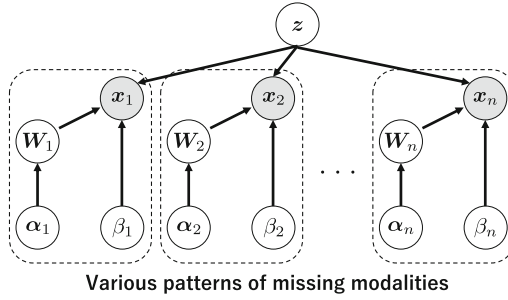 z
x₁ x₂ xₙ
W₁ W₂ · · · Wₙ
α₁ β₁ α₂ β₂ αₙ βₙ
Various patterns of missing modalities